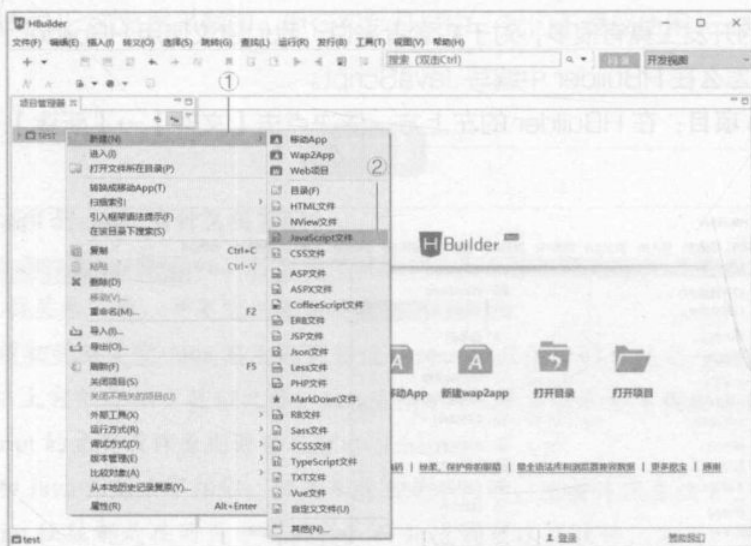 HBuilder
文件(F) 编辑(E) 插入(I) 转义(O) 选择(S) 跳转(G) 查找(L) 运行(R) 发行(B) 工具(T) 视图(V) 帮助(H)
搜索 (双击Ctrl)
开发视图
①
项目管理器
test
新建(N)
进入(I)
打开文件所在目录(P)
转换成移动App(T)
扫描索引
引入框架语法提示(F)
在该目录下搜索(S)
复制 Ctrl+C
粘贴 Ctrl-V
删除(D)
移动(V)...
重命名(M)... F2
导入(I)...
导出(O)...
刷新(F) F5
关闭项目(S)
关闭不相关的项目(U)
外部工具(X)
运行方式(R)
调试方式(D)
版本管理(E)
比较对象(A)
从本地历史记录复原(Y)...
属性(R) Alt+Enter
移动App
Wap2App
Web项目
②
目录(F)
HTML文件
NView文件
JavaScript文件
CSS文件
ASP文件
ASPX文件
CoffeeScript文件
ERB文件
JSP文件
Json文件
Less文件
PHP文件
MarkDown文件
RB文件
Sass文件
SCSS文件
TypeScript文件
TXT文件
Vue文件
自定义文件(U)
其他(N)...
HBuilder
移动App 新建wap2app 打开目录 打开项目
test
登录